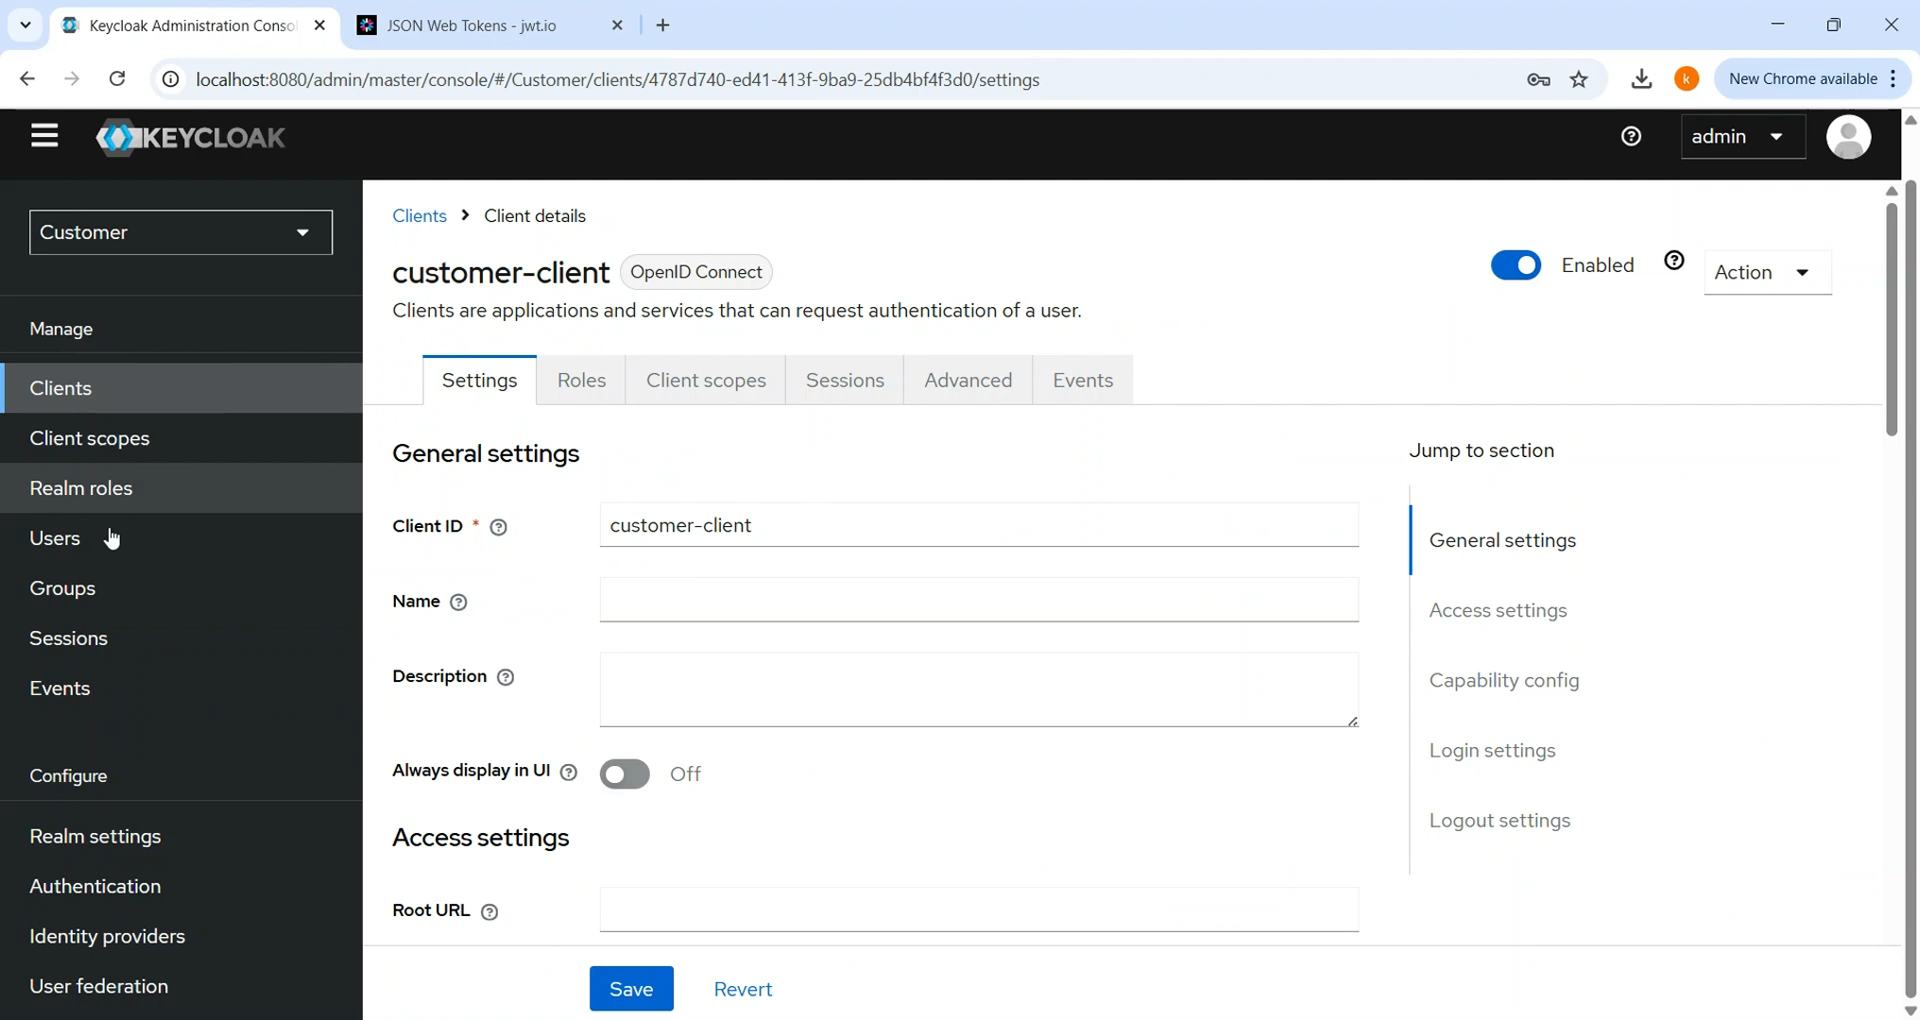 Keycloak Administration Conso
JSON Web Tokens - jwt.io
localhost:8080/admin/master/console/#/Customer/clients/4787d740-ed41-413f-9ba9-25db4bf4f3d0/settings
k
New Chrome available
KEYCLOAK
admin
Customer
Manage
Clients
Client scopes
Realm roles
Users
Groups
Sessions
Events
Configure
Realm settings
Authentication
Identity providers
User federation
Clients > Client details
customer-client OpenID Connect
Enabled
Action
Clients are applications and services that can request authentication of a user.
Settings Roles Client scopes Sessions Advanced Events
General settings
Client ID * customer-client
Name
Description
Always display in UI Off
Access settings
Root URL
Save Revert
Jump to section
General settings
Access settings
Capability config
Login settings
Logout settings